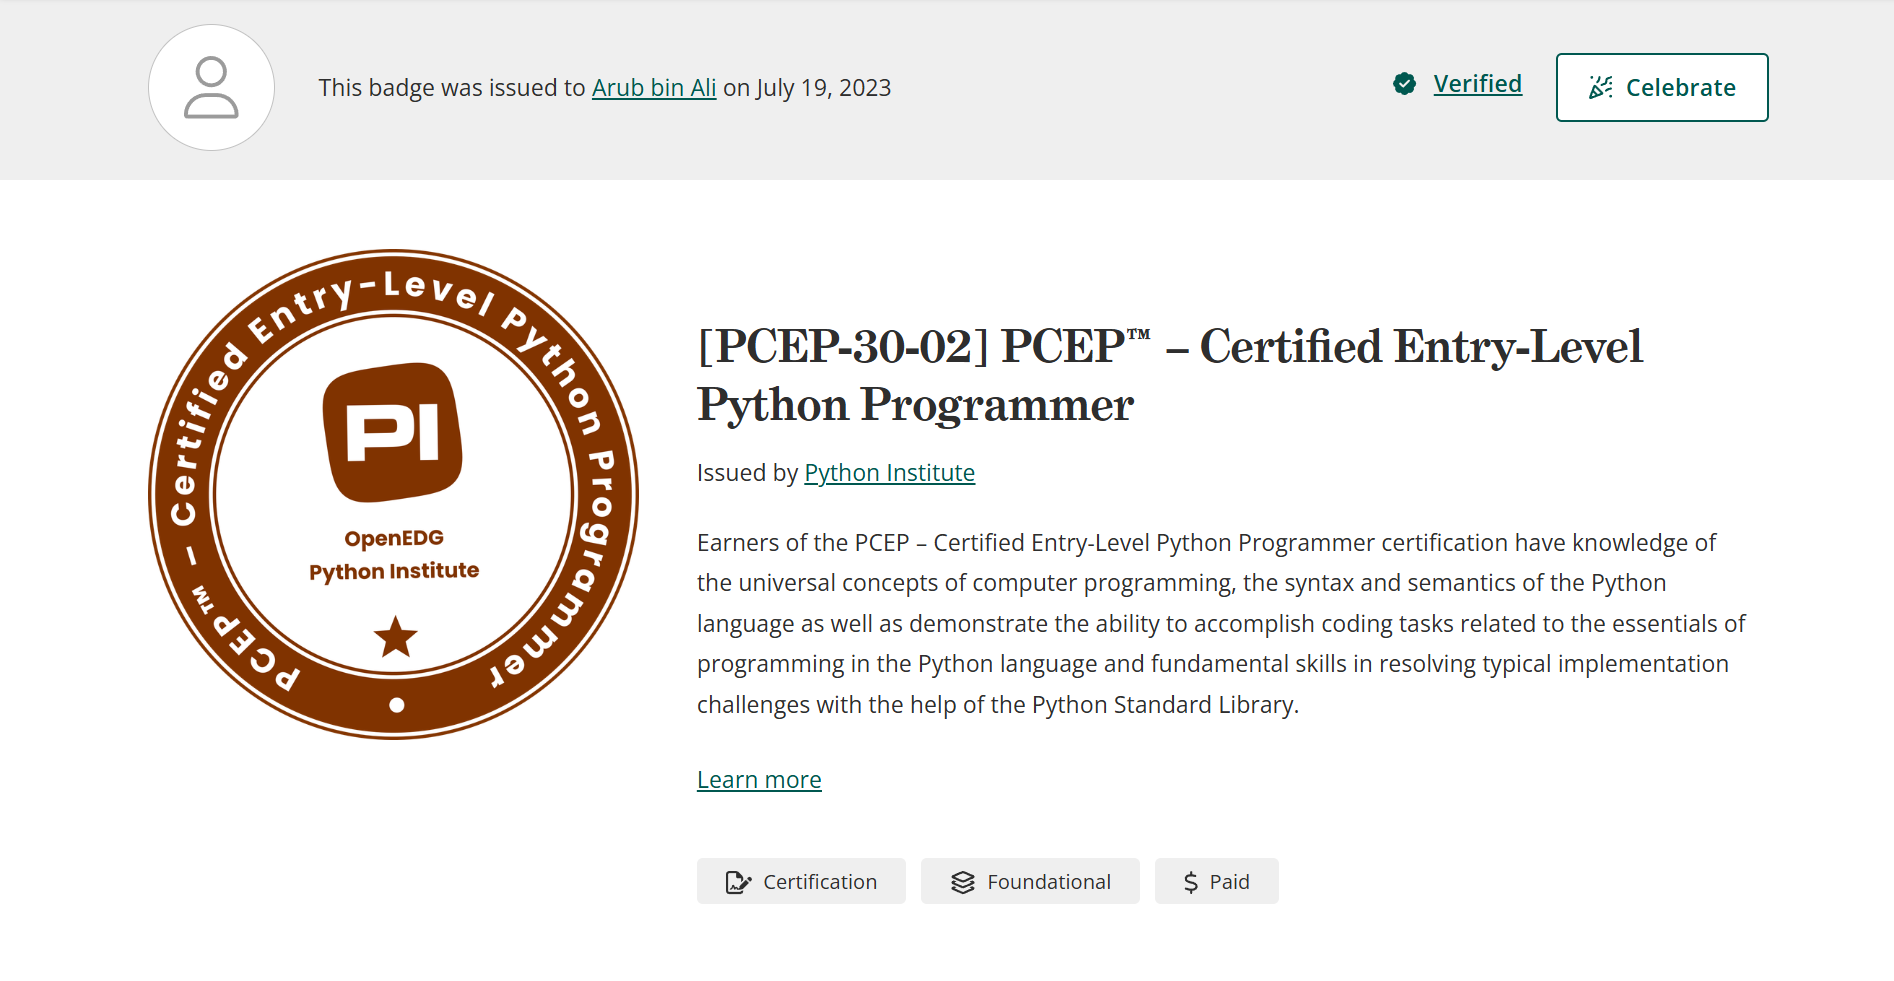 This badge was issued to Arub bin Ali on July 19, 2023
Verified
Celebrate
PCEP™ – Certified Entry-Level Python Programmer
PI
OpenEDG
Python Institute
[PCEP-30-02] PCEP™ – Certified Entry-Level
Python Programmer
Issued by Python Institute
Earners of the PCEP – Certified Entry-Level Python Programmer certification have knowledge of
the universal concepts of computer programming, the syntax and semantics of the Python
language as well as demonstrate the ability to accomplish coding tasks related to the essentials of
programming in the Python language and fundamental skills in resolving typical implementation
challenges with the help of the Python Standard Library.
Learn more
Certification
Foundational
$ Paid